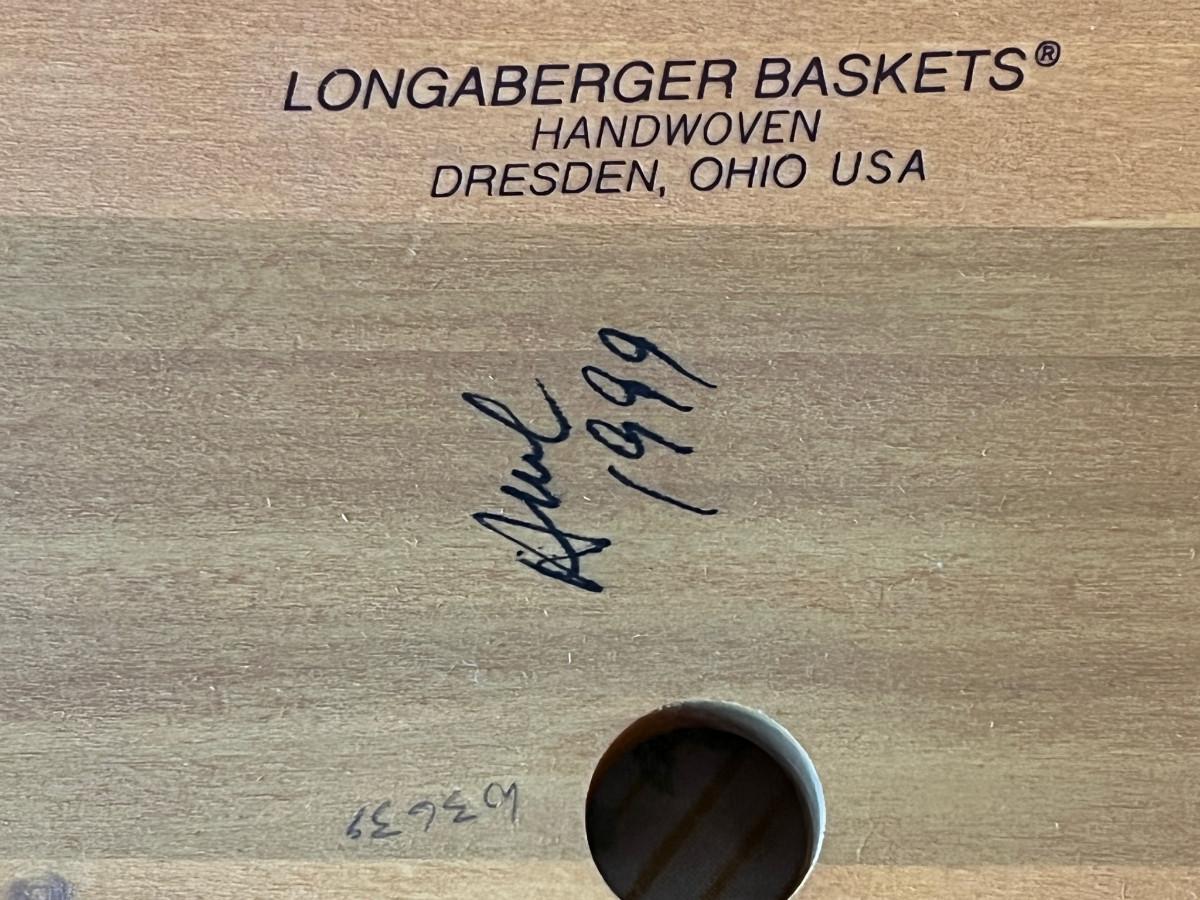 LONGABERGER BASKETS®
HANDWOVEN
DRESDEN, OHIO USA
1999